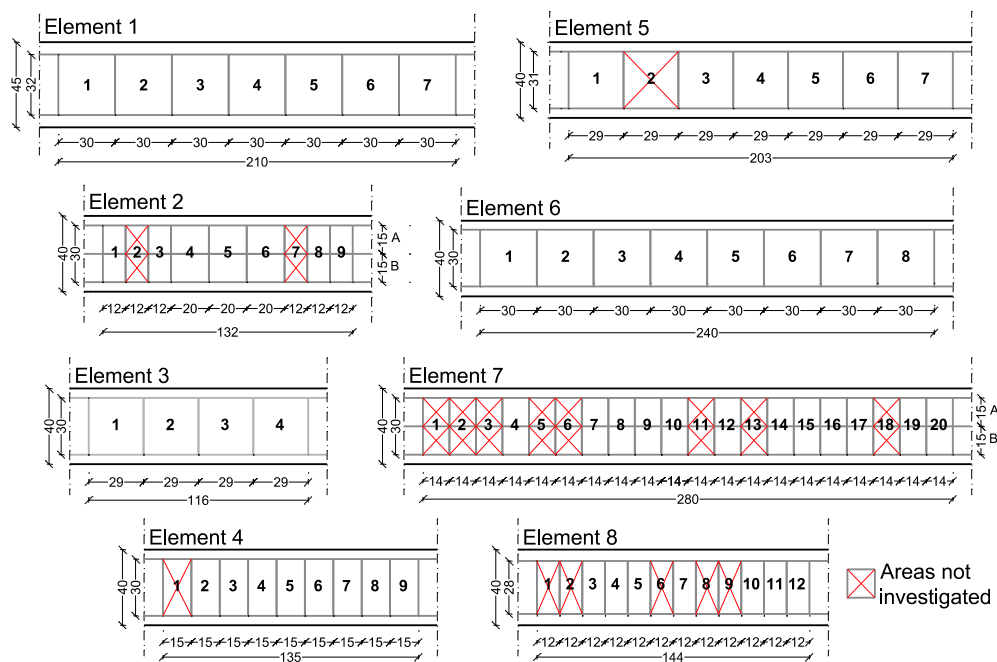 Element 1
45
32
1 2 3 4 5 6 7
30 30 30 30 30 30 30
210
Element 5
40
31
1 2 3 4 5 6 7
29 29 29 29 29 29 29
203
Element 2
40
30
1 2 3 4 5 6 7 8 9
15 A
15 B
12 12 12 20 20 20 12 12 12
132
Element 6
40
30
1 2 3 4 5 6 7 8
30 30 30 30 30 30 30 30
240
Element 3
40
30
1 2 3 4
29 29 29 29
116
Element 7
40
30
1 2 3 4 5 6 7 8 9 10 11 12 13 14 15 16 17 18 19 20
15 A
15 B
14 14 14 14 14 14 14 14 14 14 14 14 14 14 14 14 14 14 14 14
280
Element 4
40
30
1 2 3 4 5 6 7 8 9
15 15 15 15 15 15 15 15 15
135
Element 8
40
28
1 2 3 4 5 6 7 8 9 10 11 12
12 12 12 12 12 12 12 12 12 12 12 12
144
Areas not
investigated